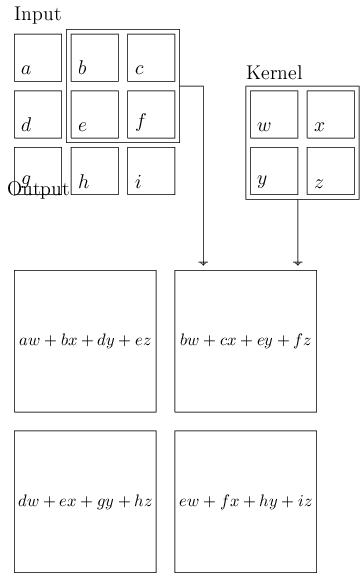 Input
a b c
Kernel
d e f
w x
g h i
y z
Output
aw + bx + dy + ez
bw + cx + ey + fz
dw + ex + gy + hz
ew + fx + hy + iz